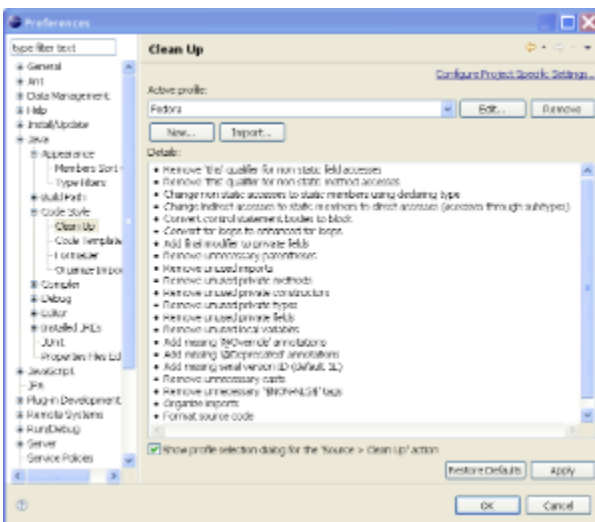 Preferences
type filter text
General
Ant
Data Management
Help
Install/Update
Java
Appearance
Members Sort
Type Filters
Build Path
Code Style
Clean Up
Code Template
Formatter
Organize Impo
Compiler
Debug
Editor
Installed JREs
JUnit
Properties Files Ed
JavaScript
JPA
Plug-in Development
Remote Systems
Run/Debug
Server
Service Policies
Clean Up
Configure Project Specific Settings...
Active profile:
Fedora
Edit...
Remove
New...
Import...
Details:
• Remove 'this' qualifier for non static field accesses
• Remove 'this' qualifier for non static method accesses
• Change non static accesses to static members using declaring type
• Change indirect accesses to static members to direct accesses (accesses through subtypes)
• Convert control statement bodies to block
• Convert for loops to enhanced for loops
• Add final modifier to private fields
• Remove unnecessary parentheses
• Remove unused imports
• Remove unused private methods
• Remove unused private constructors
• Remove unused private types
• Remove unused private fields
• Remove unused local variables
• Add missing '@Override' annotations
• Add missing '@Deprecated' annotations
• Add missing serial version ID (default: 1L)
• Remove unnecessary casts
• Remove unnecessary '$NON-NLS$' tags
• Organize imports
• Format source code
Show profile selection dialog for the 'Source > Clean Up' action
Restore Defaults
Apply
OK
Cancel